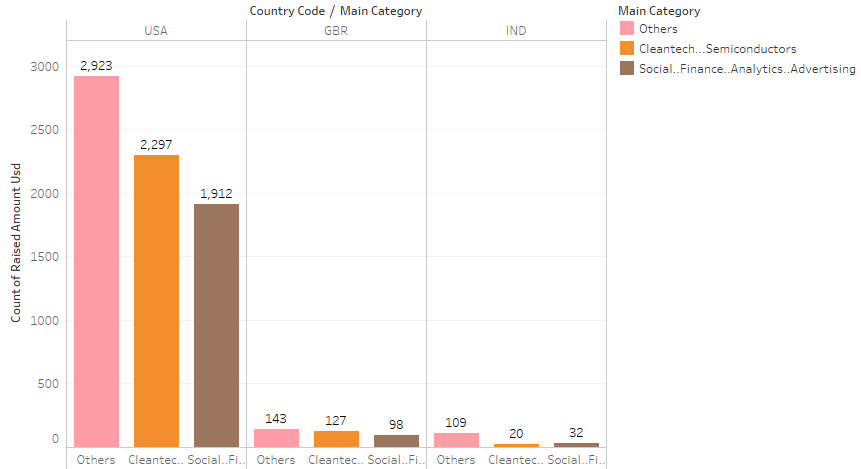 Country Code / Main Category
USA
GBR
IND
Count of Raised Amount Usd
3000
2500
2000
1500
1000
500
0
2,923
2,297
1,912
143
127
98
109
20
32
Others
Cleantec..
Social..Fi..
Others
Cleantec..
Social..Fi..
Others
Cleantec..
Social..Fi..
Main Category
Others
Cleantech...Semiconductors
Social..Finance..Analytics..Advertising